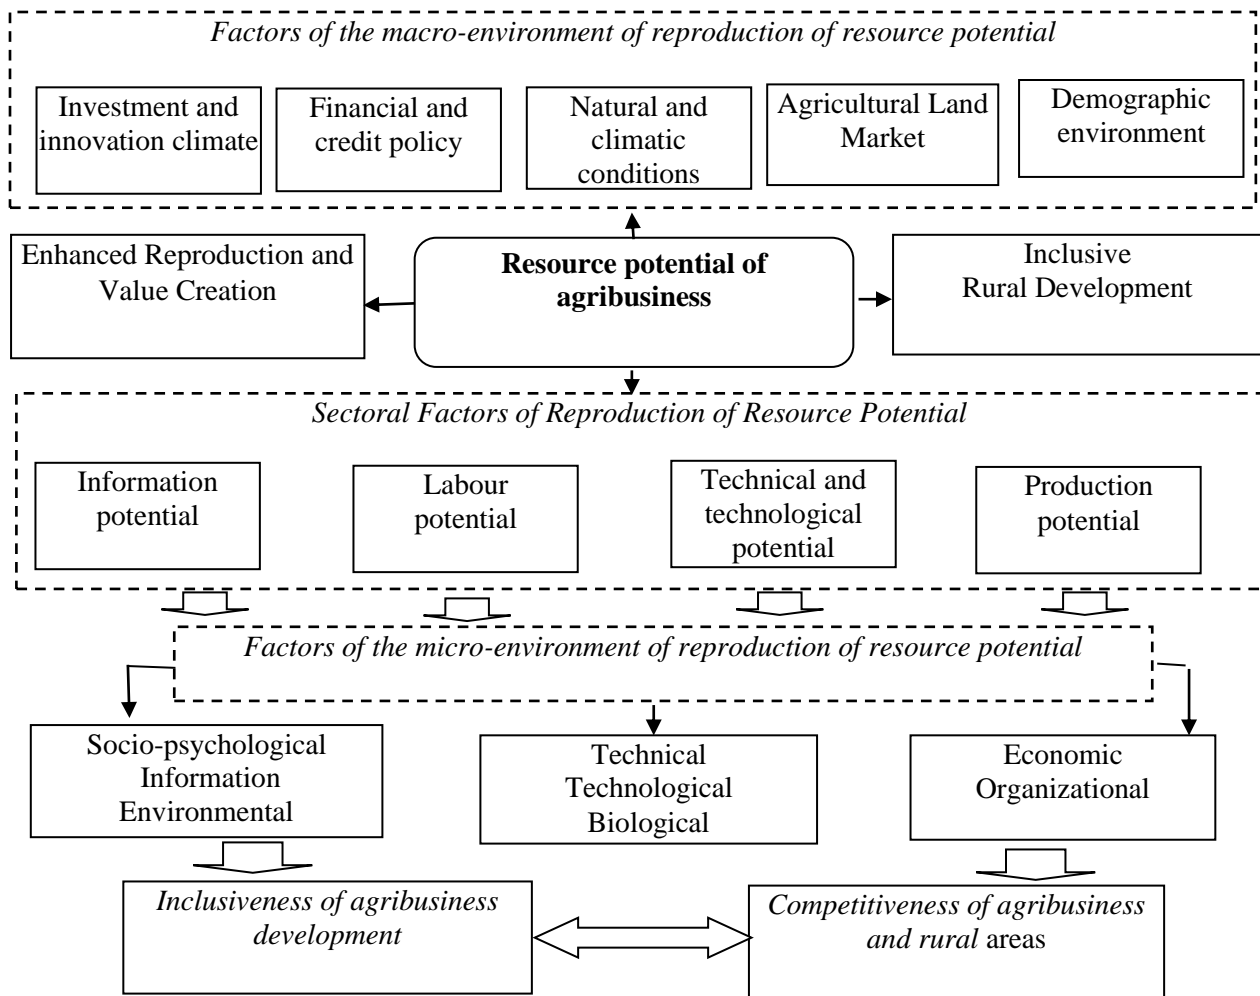 Factors of the macro-environment of reproduction of resource potential
Investment and
innovation climate
Financial and
credit policy
Natural and
climatic
conditions
Agricultural Land
Market
Demographic
environment
Enhanced Reproduction and
Value Creation
Resource potential of
agribusiness
Inclusive
Rural Development
Sectoral Factors of Reproduction of Resource Potential
Information
potential
Labour
potential
Technical and
technological
potential
Production
potential
Factors of the micro-environment of reproduction of resource potential
Socio-psychological
Information
Environmental
Technical
Technological
Biological
Economic
Organizational
Inclusiveness of agribusiness
development
Competitiveness of agribusiness
and rural areas